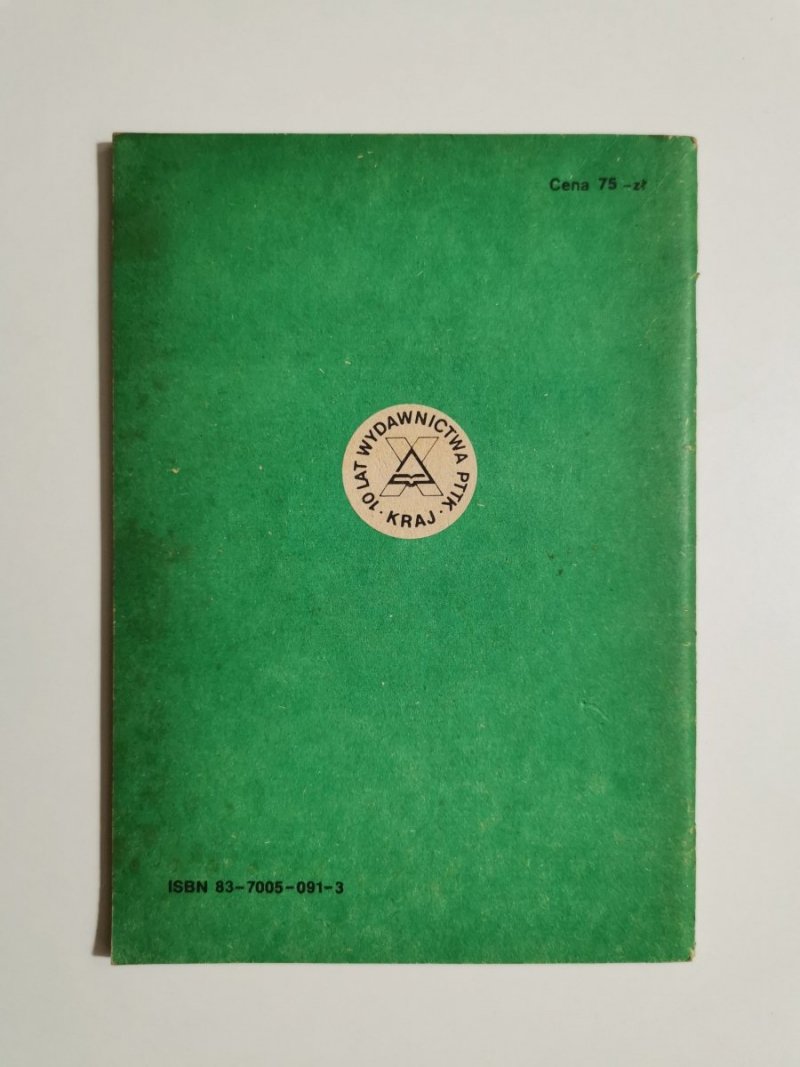 Cena 75 -zł
10 LAT WYDAWNICTWA PTTK · KRAJ ·
X
ISBN 83-7005-091-3